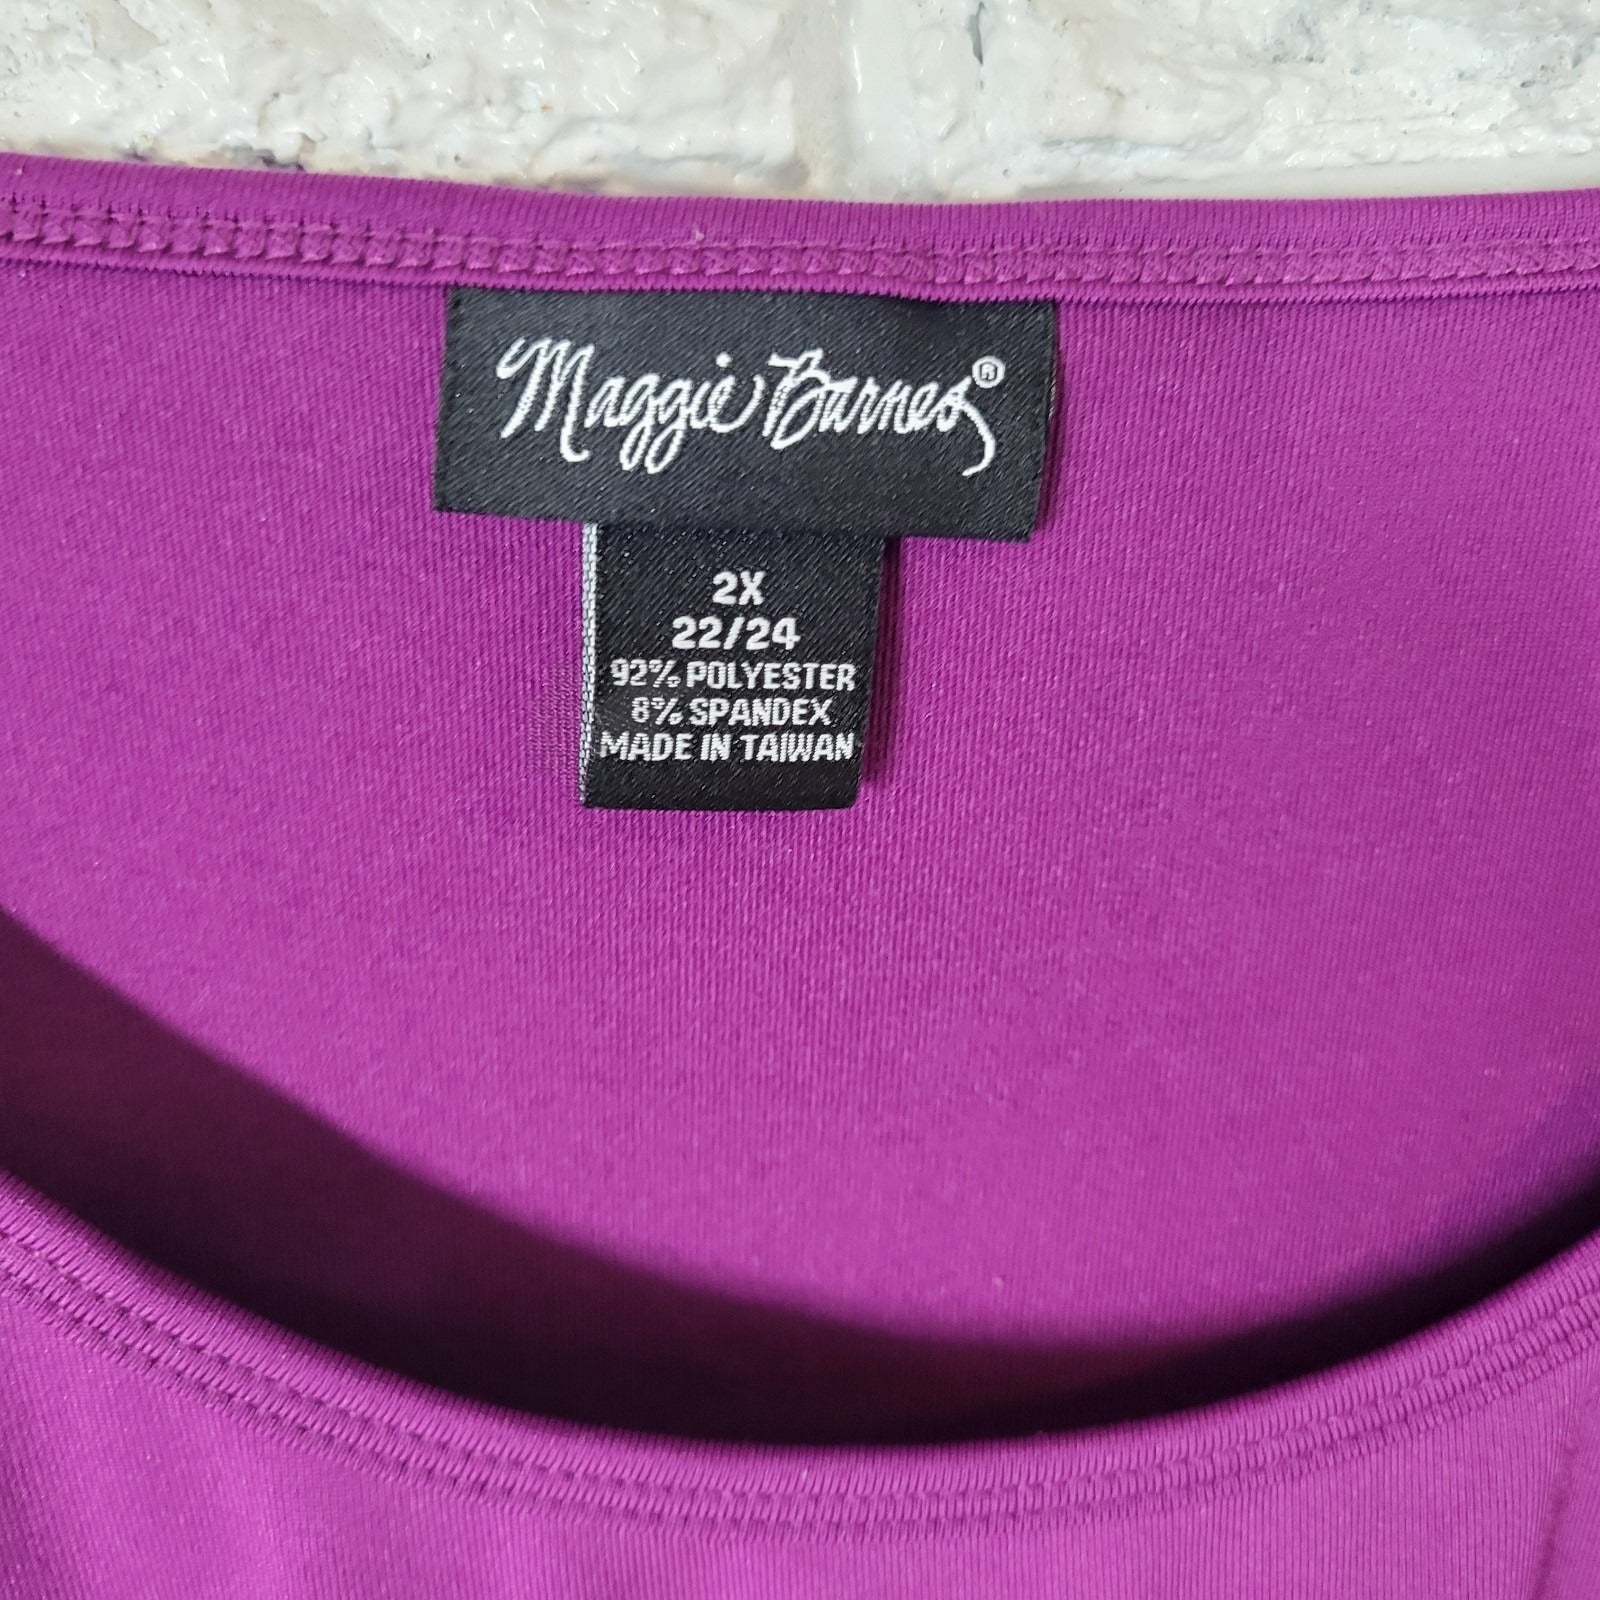 Maggie Barnes®
2X
22/24
92% POLYESTER
8% SPANDEX
MADE IN TAIWAN